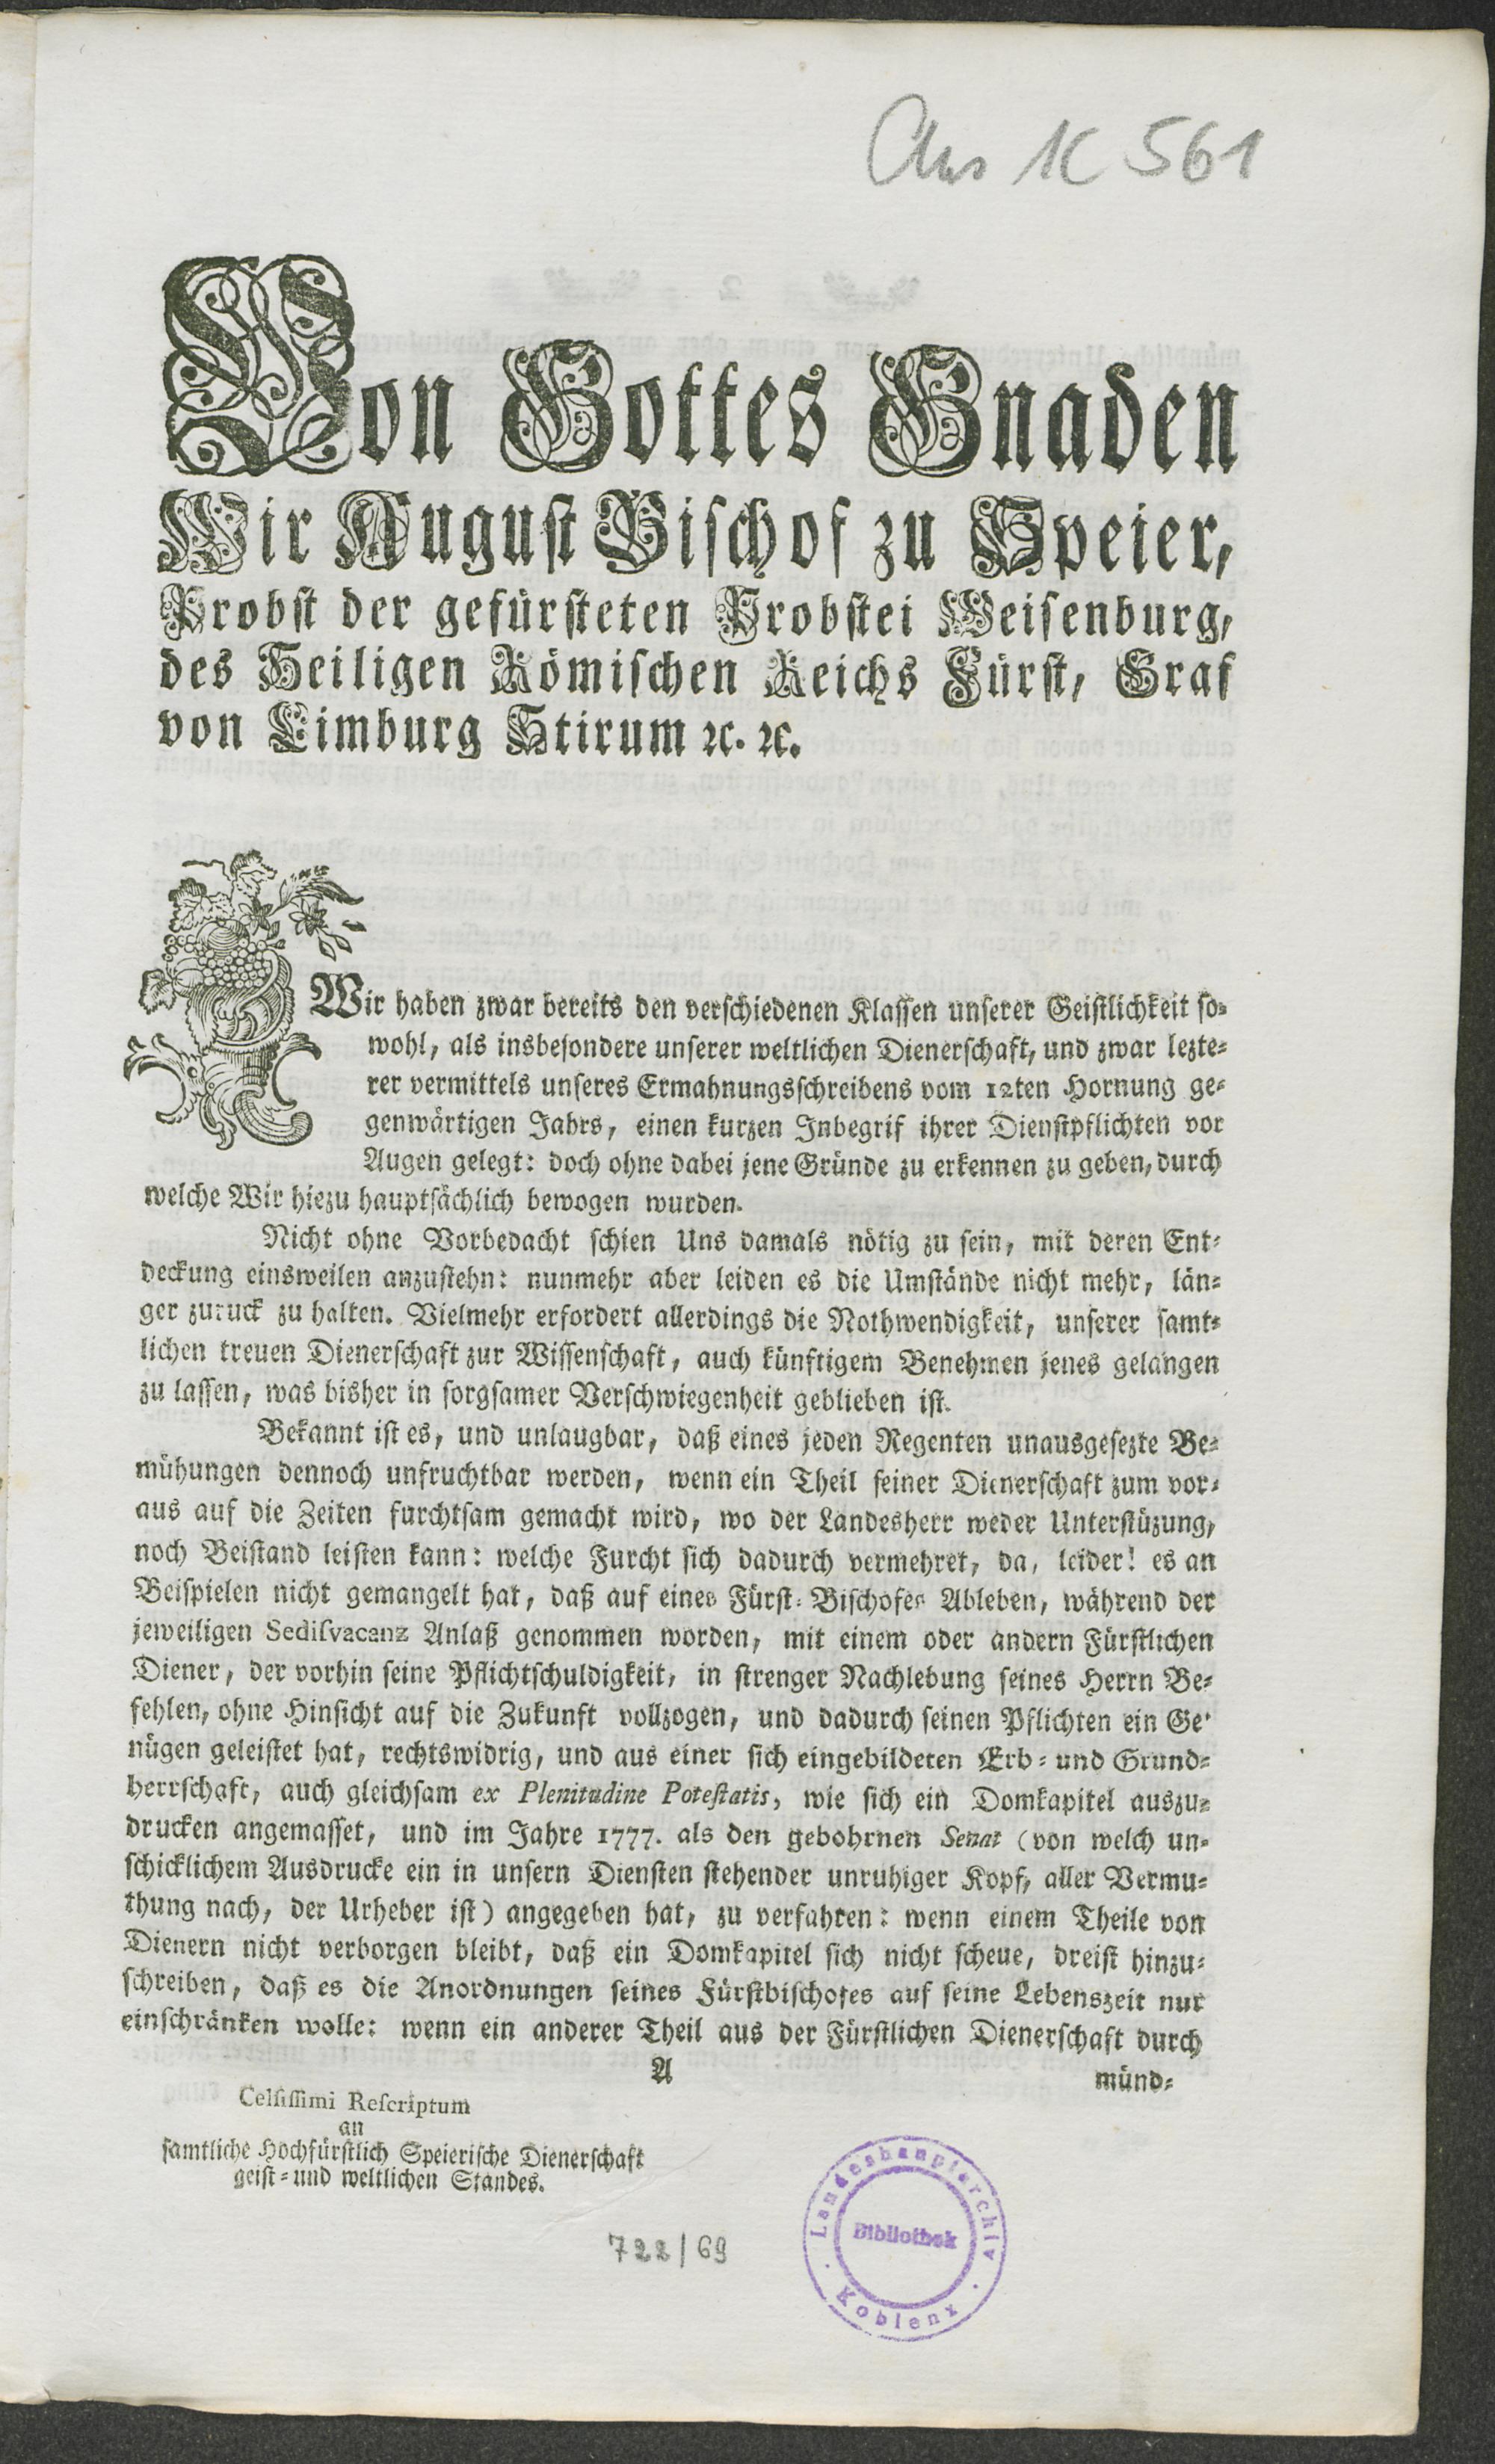 Aus 1C 561
Von Gottes Gnaden
Wir August Bischof zu Speier,
Probst der gefürsteten Probstei Weisenburg,
des Heiligen Römischen Reichs Fürst, Graf
von Limburg Stirum ꝛc. ꝛc.
Wir haben zwar bereits den verschiedenen Klassen unserer Geistlichkeit so-
wohl, als insbesondere unserer weltlichen Dienerschaft, und zwar lezte-
rer vermittels unseres Ermahnungsschreibens vom 12ten Hornung ge-
genwärtigen Jahrs, einen kurzen Inbegrif ihrer Dienstpflichten vor
Augen gelegt: doch ohne dabei jene Gründe zu erkennen zu geben, durch
welche Wir hiezu hauptsächlich bewogen wurden.
Nicht ohne Vorbedacht schien Uns damals nötig zu sein, mit deren Ent-
deckung einsweilen anzustehn: nunmehr aber leiden es die Umstände nicht mehr, län-
ger zuruck zu halten. Vielmehr erfordert allerdings die Nothwendigkeit, unserer samt-
lichen treuen Dienerschaft zur Wissenschaft, auch künftigem Benehmen jenes gelangen
zu lassen, was bisher in sorgsamer Verschwiegenheit geblieben ist.
Bekannt ist es, und unlaugbar, daß eines jeden Regenten unausgesezte Be-
mühungen dennoch unfruchtbar werden, wenn ein Theil seiner Dienerschaft zum vor-
aus auf die Zeiten furchtsam gemacht wird, wo der Landesherr weder Unterstüzung,
noch Beistand leisten kann: welche Furcht sich dadurch vermehret, da, leider! es an
Beispielen nicht gemangelt hat, daß auf eines Fürst-Bischofes Ableben, während der
jeweiligen Sedisvacanz Anlaß genommen worden, mit einem oder andern Fürstlichen
Diener, der vorhin seine Pflichtschuldigkeit, in strenger Nachlebung seines Herrn Be-
fehlen, ohne Hinsicht auf die Zukunft vollzogen, und dadurch seinen Pflichten ein Ge-
nügen geleistet hat, rechtswidrig, und aus einer sich eingebildeten Erb- und Grund-
herrschaft, auch gleichsam ex Plenitudine Potestatis, wie sich ein Domkapitel auszu-
drucken angemasset, und im Jahre 1777. als den gebohrnen Senat (von welch un-
schicklichem Ausdrucke ein in unsern Diensten stehender unruhiger Kopf, aller Vermu-
thung nach, der Urheber ist) angegeben hat, zu verfahren: wenn einem Theile von
Dienern nicht verborgen bleibt, daß ein Domkapitel sich nicht scheue, dreist hinzu-
schreiben, daß es die Anordnungen seines Fürstbischofes auf seine Lebenszeit nur
einschränken wolle: wenn ein anderer Theil aus der Fürstlichen Dienerschaft durch
A
münd-
Celsissimi Rescriptum
an
samtliche Hochfürstlich Speierische Dienerschaft
geist- und weltlichen Standes.
722/69
Landeshauptarchiv
Bibliothek
Koblenz